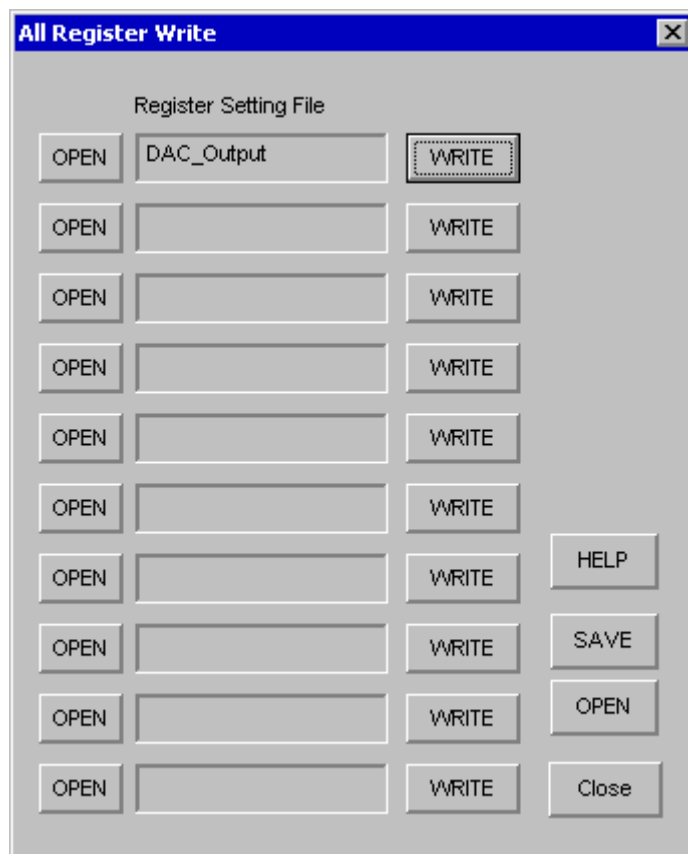 All Register Write
Register Setting File
OPEN DAC_Output WRITE
OPEN WRITE
OPEN WRITE
OPEN WRITE
OPEN WRITE
OPEN WRITE
HELP
OPEN WRITE
SAVE
OPEN WRITE
OPEN
OPEN WRITE
OPEN WRITE Close